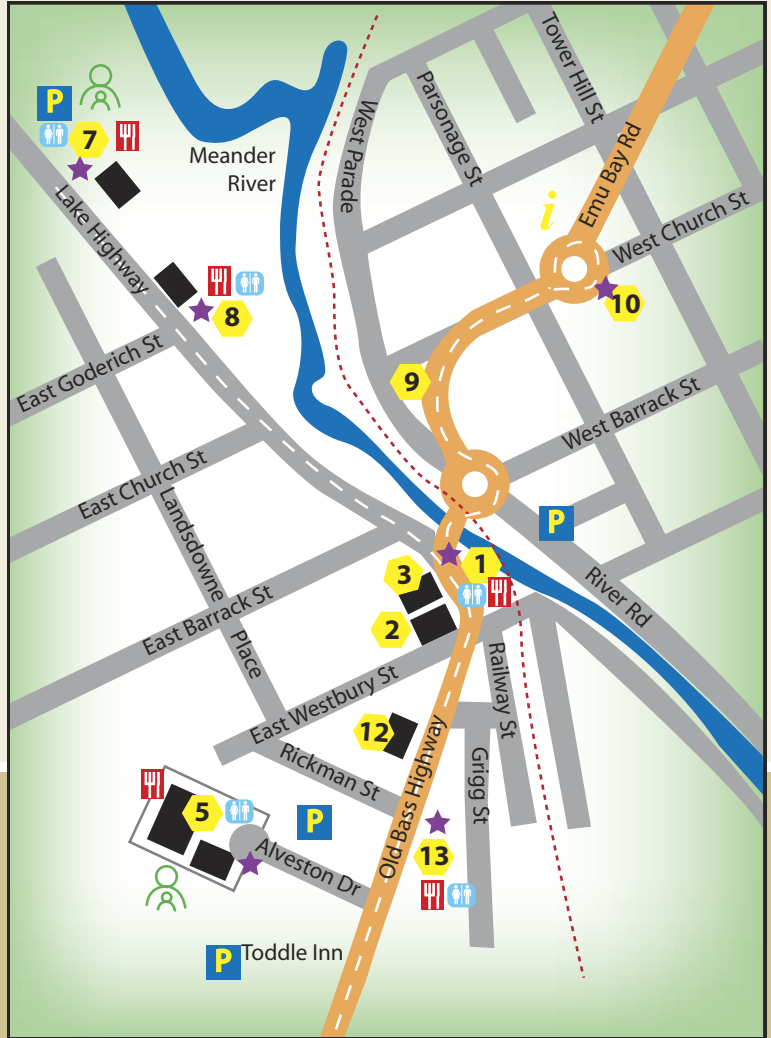 Tower Hill St
P
Parsonage St
West Parade
Emu Bay Rd
7
Meander
River
i
Lake Highway
West Church St
10
8
East Goderich St
9
West Barrack St
East Church St
Landsdowne
Place
P
1
3
River Rd
2
East Barrack St
Railway St
East Westbury St
12
Rickman St
Old Bass Highway
Grigg St
5
P
13
Alveston Dr
P
Toddle Inn